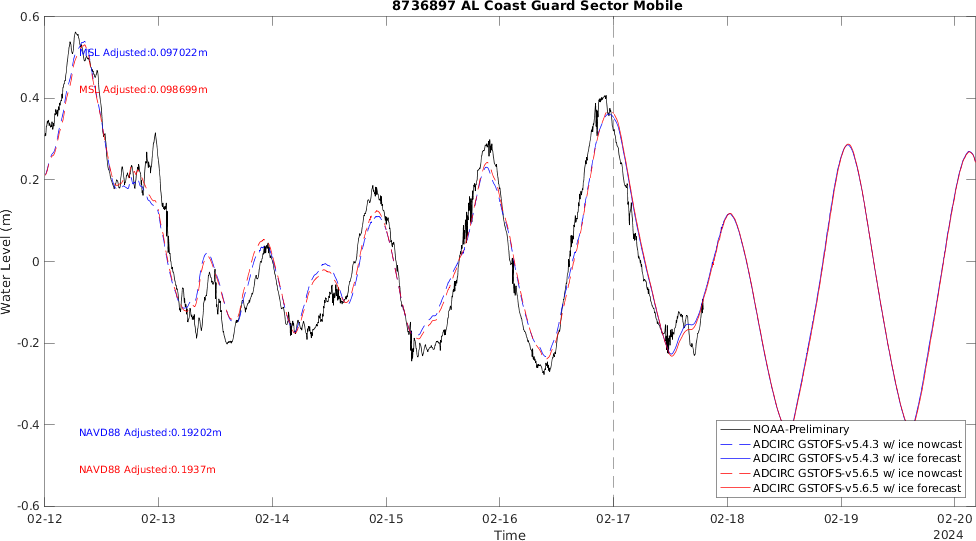 8736897 AL Coast Guard Sector Mobile
0.6
MSL Adjusted:0.097022m
MSL Adjusted:0.098699m
0.4
0.2
Water Level (m)
0
-0.2
-0.4
NAVD88 Adjusted:0.19202m
NAVD88 Adjusted:0.1937m
-0.6
NOAA-Preliminary
ADCIRC GSTOFS-v5.4.3 w/ ice nowcast
ADCIRC GSTOFS-v5.4.3 w/ ice forecast
ADCIRC GSTOFS-v5.6.5 w/ ice nowcast
ADCIRC GSTOFS-v5.6.5 w/ ice forecast
02-12 02-13 02-14 02-15 02-16 02-17 02-18 02-19 02-20
Time
2024